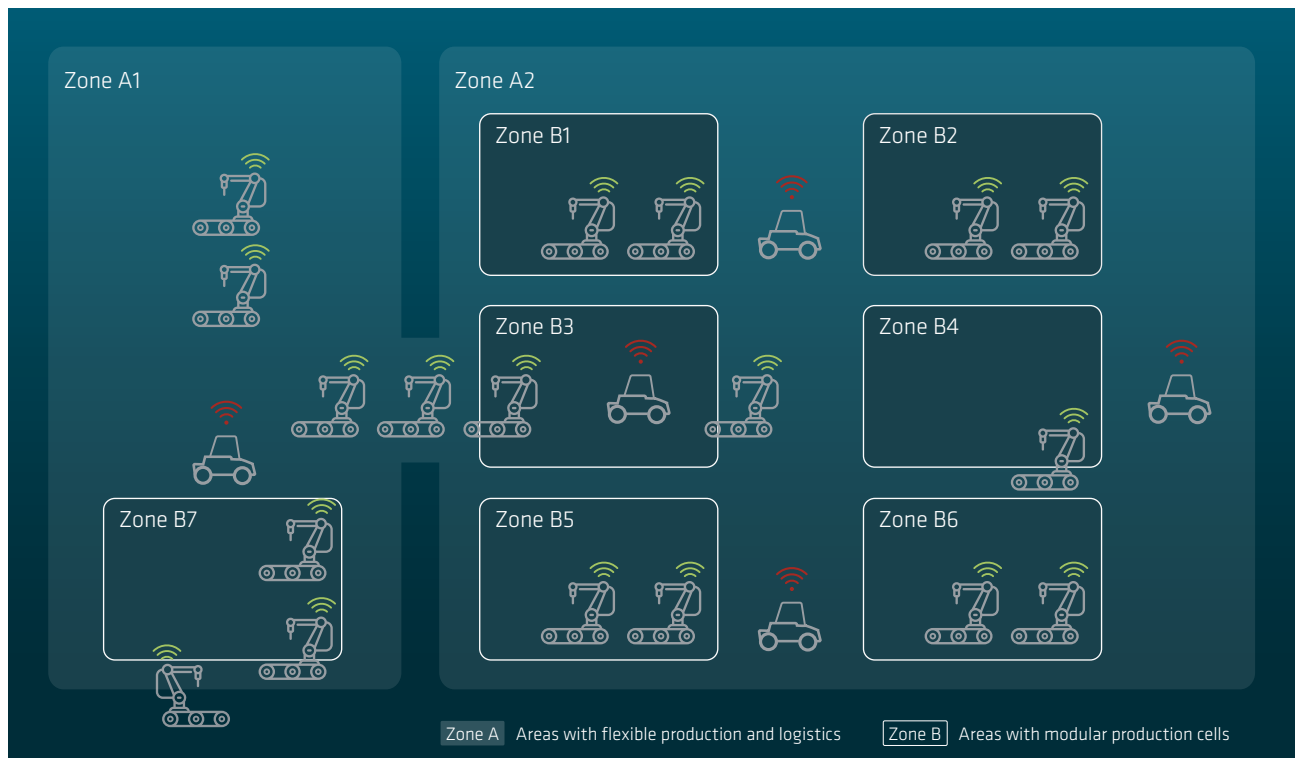 Zone A1
Zone A2
Zone B1
Zone B2
Zone B3
Zone B4
Zone B7
Zone B5
Zone B6
Zone A Areas with flexible production and logistics
Zone B Areas with modular production cells